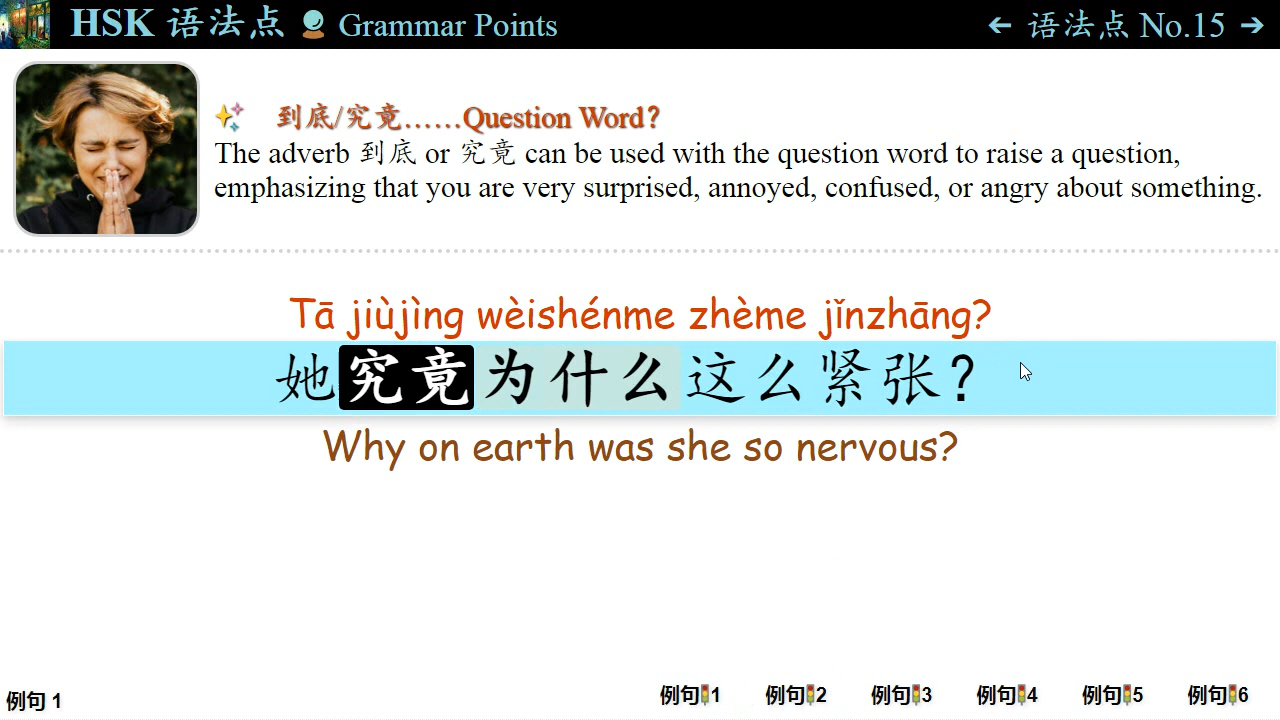 HSK 语法点 Grammar Points
← 语法点 No.15 →
到底/究竟……Question Word?
The adverb 到底 or 究竟 can be used with the question word to raise a question,
emphasizing that you are very surprised, annoyed, confused, or angry about something.
Tā jiùjìng wèishénme zhème jǐnzhāng?
她究竟为什么这么紧张?
Why on earth was she so nervous?
例句 1
例句🚦1 例句🚦2 例句🚦3 例句🚦4 例句🚦5 例句🚦6